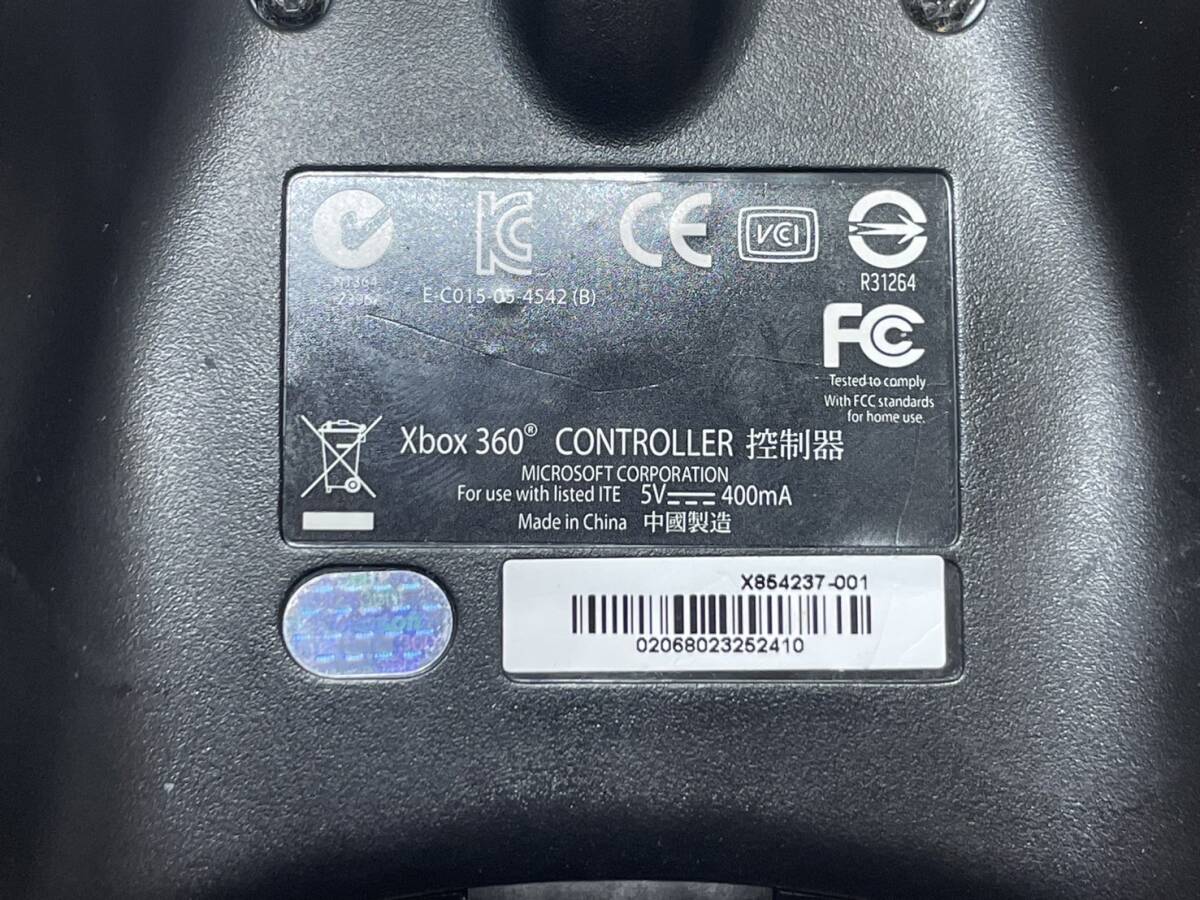 VCI
R31264
E-C015-05-4542 (B)
FC
Tested to comply
With FCC standards
for home use.
Xbox 360® CONTROLLER 控制器
MICROSOFT CORPORATION
For use with listed ITE 5V 400mA
Made in China 中國製造
X854237-001
02068023252410